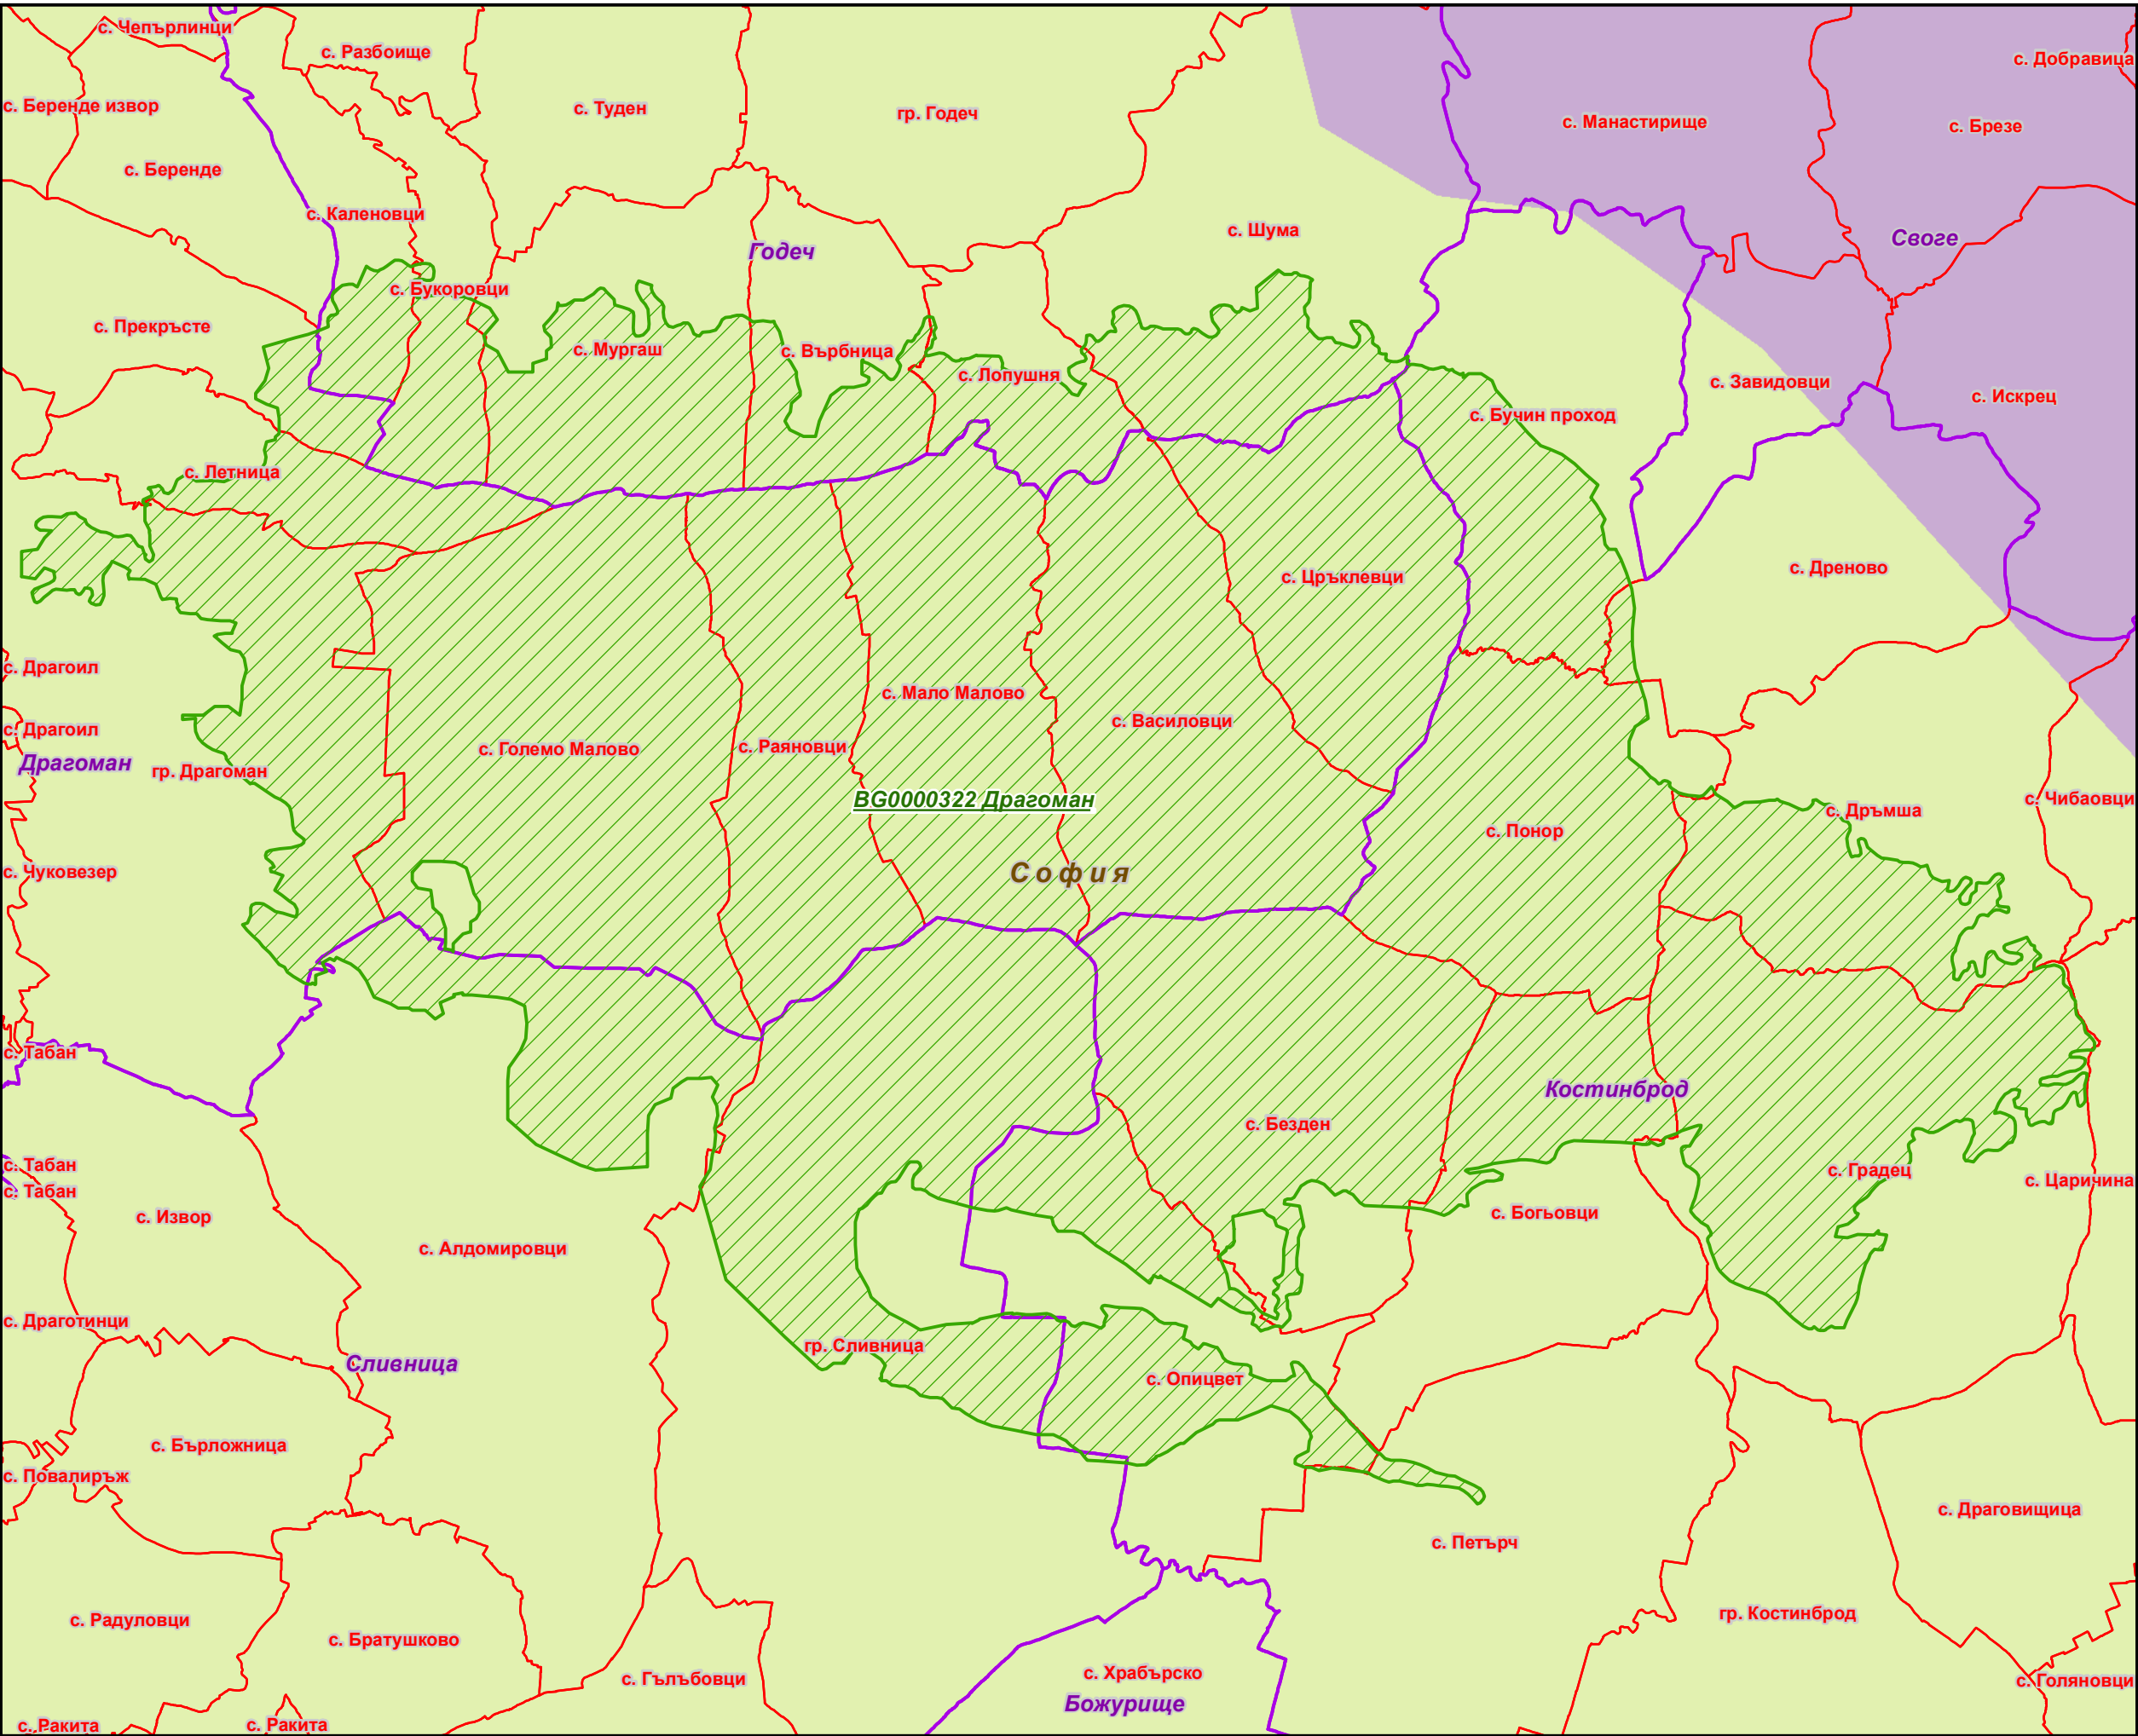 с. Чепърлинци
с. Разбоище
с. Добравица
с. Беренде извор
с. Туден
гр. Годеч
с. Манастирище
с. Брезе
с. Беренде
с. Каленовци
с. Шума
Своге
Годеч
с. Букоровци
с. Прекръсте
с. Мургаш
с. Върбница
с. Лопушня
с. Завидовци
с. Искрец
с. Бучин проход
с. Летница
с. Цръклевци
с. Дреново
с. Драгоил
с. Мало Малово
с. Василовци
с. Драгоил
с. Големо Малово
с. Раяновци
Драгоман
гр. Драгоман
BG0000322 Драгоман
с. Чибаовци
с. Дръмша
с. Понор
с. Чуковезер
София
с. Табан
Костинброд
с. Безден
с. Табан
с. Градец
с. Царичина
с. Табан
с. Извор
с. Богьовци
с. Алдомировци
с. Драготинци
гр. Сливница
Сливница
с. Опицвет
с. Бърложница
с. Повалиръж
с. Драговищица
с. Петърч
с. Радуловци
гр. Костинброд
с. Братушково
с. Гълъбовци
с. Храбърско
с. Голяновци
Божурище
с. Ракита
с. Ракита